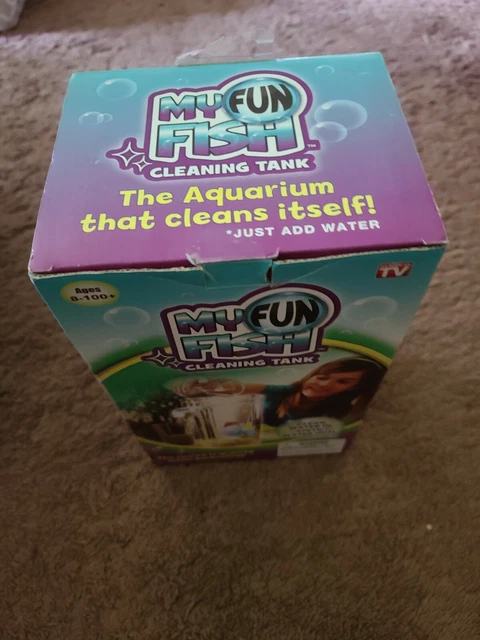 MY FUN
FISH™
CLEANING TANK
The Aquarium
that cleans itself!
*JUST ADD WATER
Ages
8-100+
TV
MY FUN
FISH
CLEANING TANK